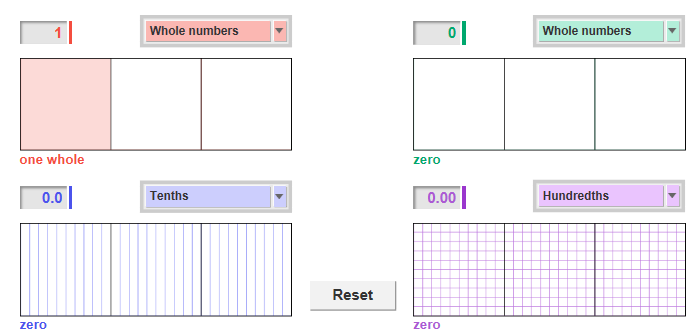 1 Whole numbers
0 Whole numbers
one whole
zero
0.0 Tenths
0.00 Hundredths
Reset
zero
zero